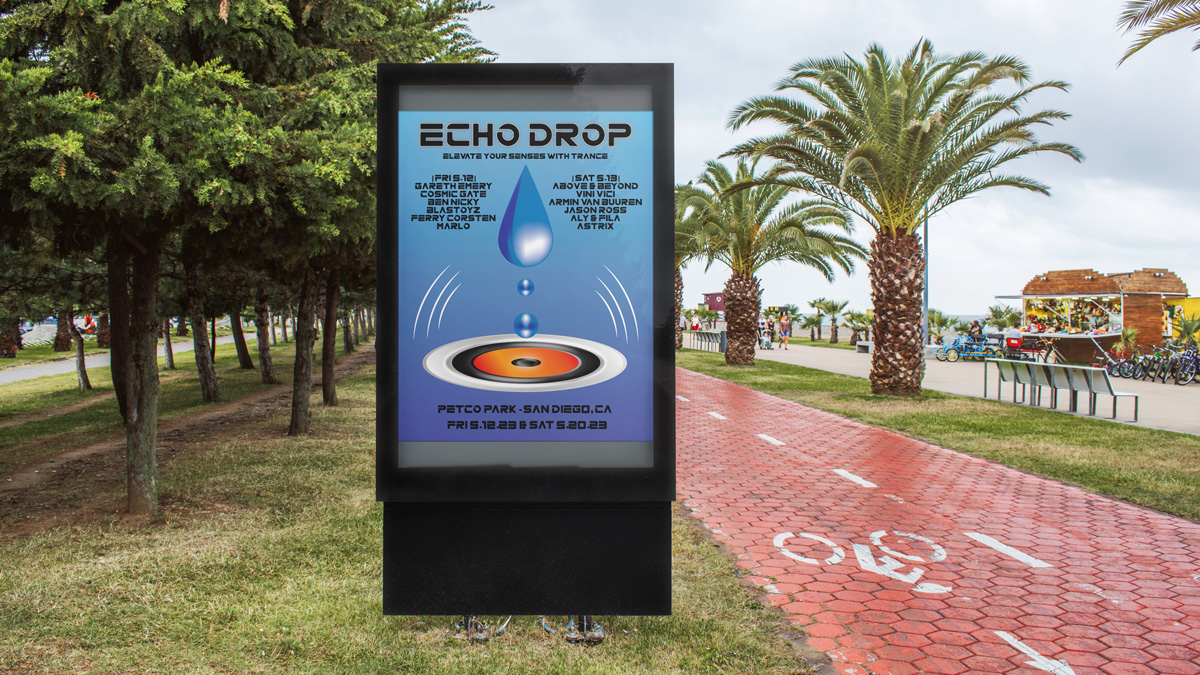 ECHO DROP
ELEVATE YOUR SENSES WITH TRANCE
|FRI 5.12|
GARETH EMERY
COSMIC GATE
BEN NICKY
BLASTOYZ
FERRY CORSTEN
MARLO
|SAT 5.13|
ABOVE & BEYOND
VINI VICI
ARMIN VAN BUUREN
JASON ROSS
ALY & FILA
ASTRIX
PETCO PARK - SAN DIEGO, CA
FRI 5.12.23 & SAT 5.20.23